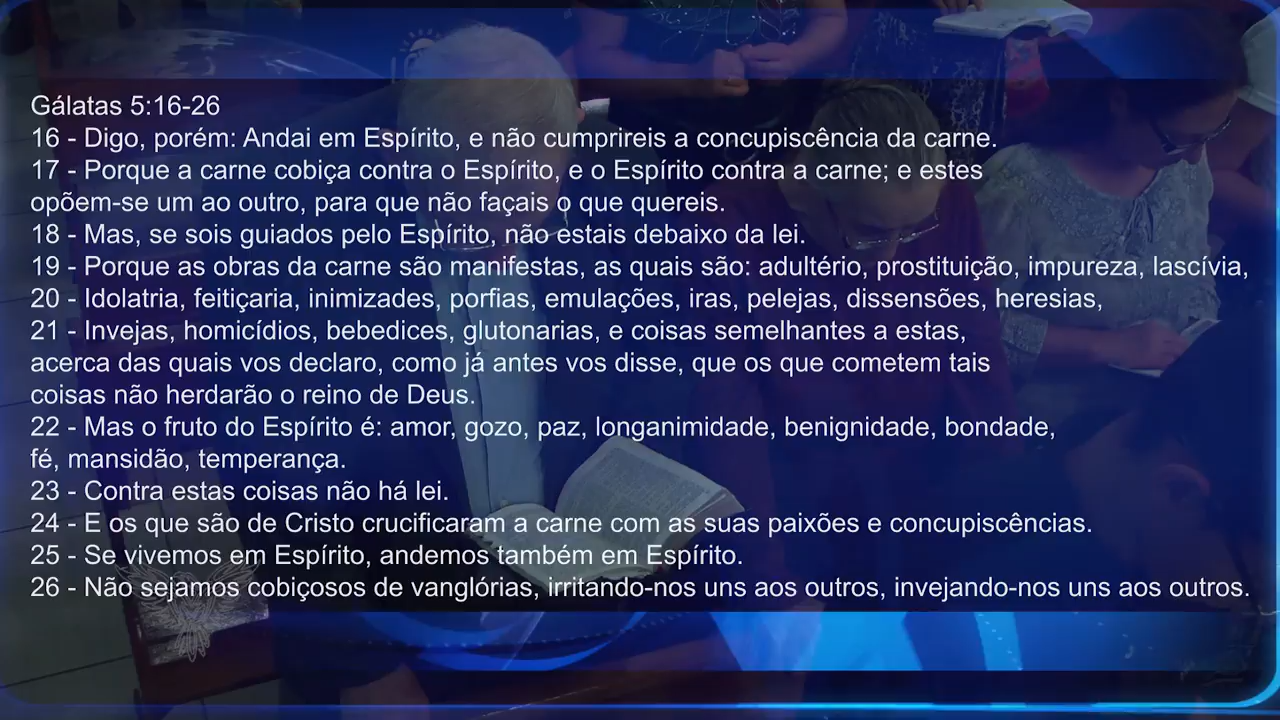 Gálatas 5:16-26
16 - Digo, porém: Andai em Espírito, e não cumprireis a concupiscência da carne.
17 - Porque a carne cobiça contra o Espírito, e o Espírito contra a carne; e estes
opõem-se um ao outro, para que não façais o que quereis.
18 - Mas, se sois guiados pelo Espírito, não estais debaixo da lei.
19 - Porque as obras da carne são manifestas, as quais são: adultério, prostituição, impureza, lascívia,
20 - Idolatria, feitiçaria, inimizades, porfias, emulações, iras, pelejas, dissensões, heresias,
21 - Invejas, homicídios, bebedices, glutonarias, e coisas semelhantes a estas,
acerca das quais vos declaro, como já antes vos disse, que os que cometem tais
coisas não herdarão o reino de Deus.
22 - Mas o fruto do Espírito é: amor, gozo, paz, longanimidade, benignidade, bondade,
fé, mansidão, temperança.
23 - Contra estas coisas não há lei.
24 - E os que são de Cristo crucificaram a carne com as suas paixões e concupiscências.
25 - Se vivemos em Espírito, andemos também em Espírito.
26 - Não sejamos cobiçosos de vanglórias, irritando-nos uns aos outros, invejando-nos uns aos outros.